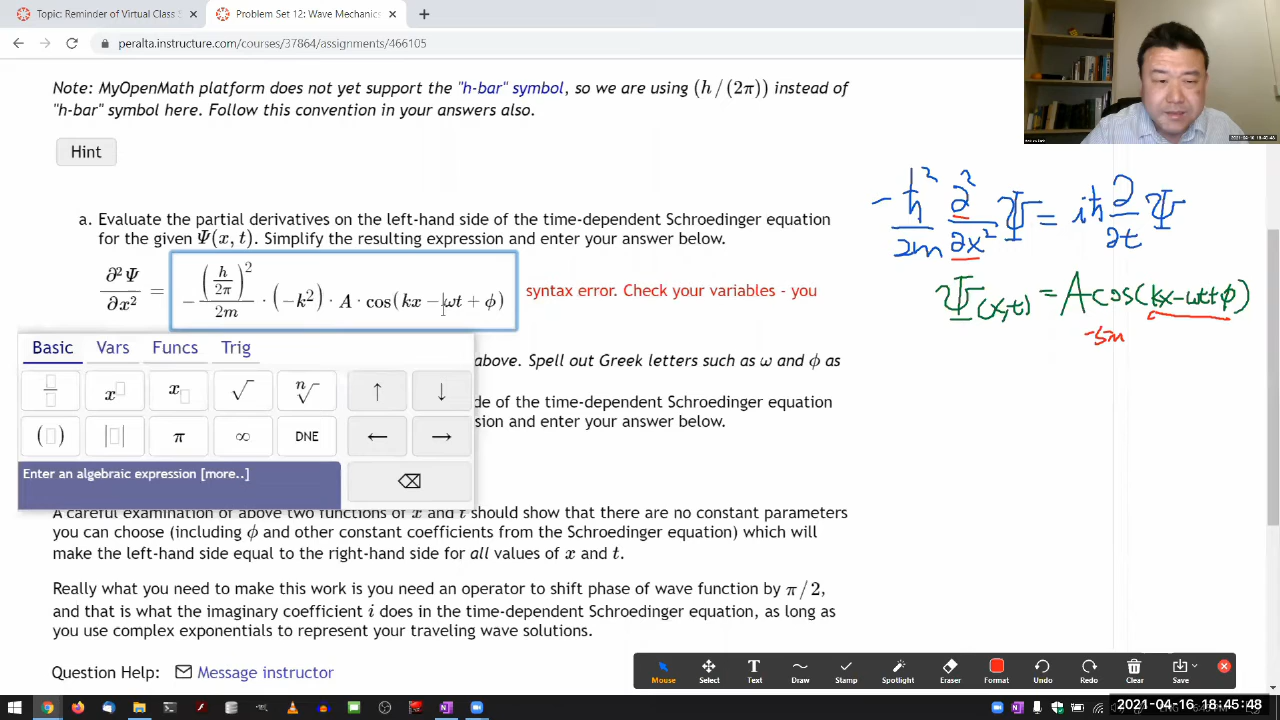 Topic: Reminder of Virtual Class S
Problem Set 12: Wave Mechanics
peralta.instructure.com/courses/37864/assignments/466105
Note: MyOpenMath platform does not yet support the "h-bar" symbol, so we are using (h/(2π)) instead of
"h-bar" symbol here. Follow this convention in your answers also.
Hint
a. Evaluate the partial derivatives on the left-hand side of the time-dependent Schroedinger equation
for the given Ψ(x, t). Simplify the resulting expression and enter your answer below.
∂²Ψ/∂x² = −(h/2π)²/2m · (−k²) · A · cos(kx − ωt + ϕ)
syntax error. Check your variables - you
Basic Vars Funcs Trig
above. Spell out Greek letters such as ω and ϕ as
de of the time-dependent Schroedinger equation
sion and enter your answer below.
π ∞ DNE
Enter an algebraic expression [more..]
A careful examination of above two functions of x and t should show that there are no constant parameters
you can choose (including ϕ and other constant coefficients from the Schroedinger equation) which will
make the left-hand side equal to the right-hand side for all values of x and t.
Really what you need to make this work is you need an operator to shift phase of wave function by π/2,
and that is what the imaginary coefficient i does in the time-dependent Schroedinger equation, as long as
you use complex exponentials to represent your traveling wave solutions.
Question Help: Message instructor
-ħ²/2m ∂²/∂x² Ψ = iħ ∂/∂t Ψ
Ψ(x,t) = A cos(kx-ωt+ϕ)
Mouse Select Text Draw Stamp Spotlight Eraser Format Undo Redo Clear Save
2021-04-16 18:45:48